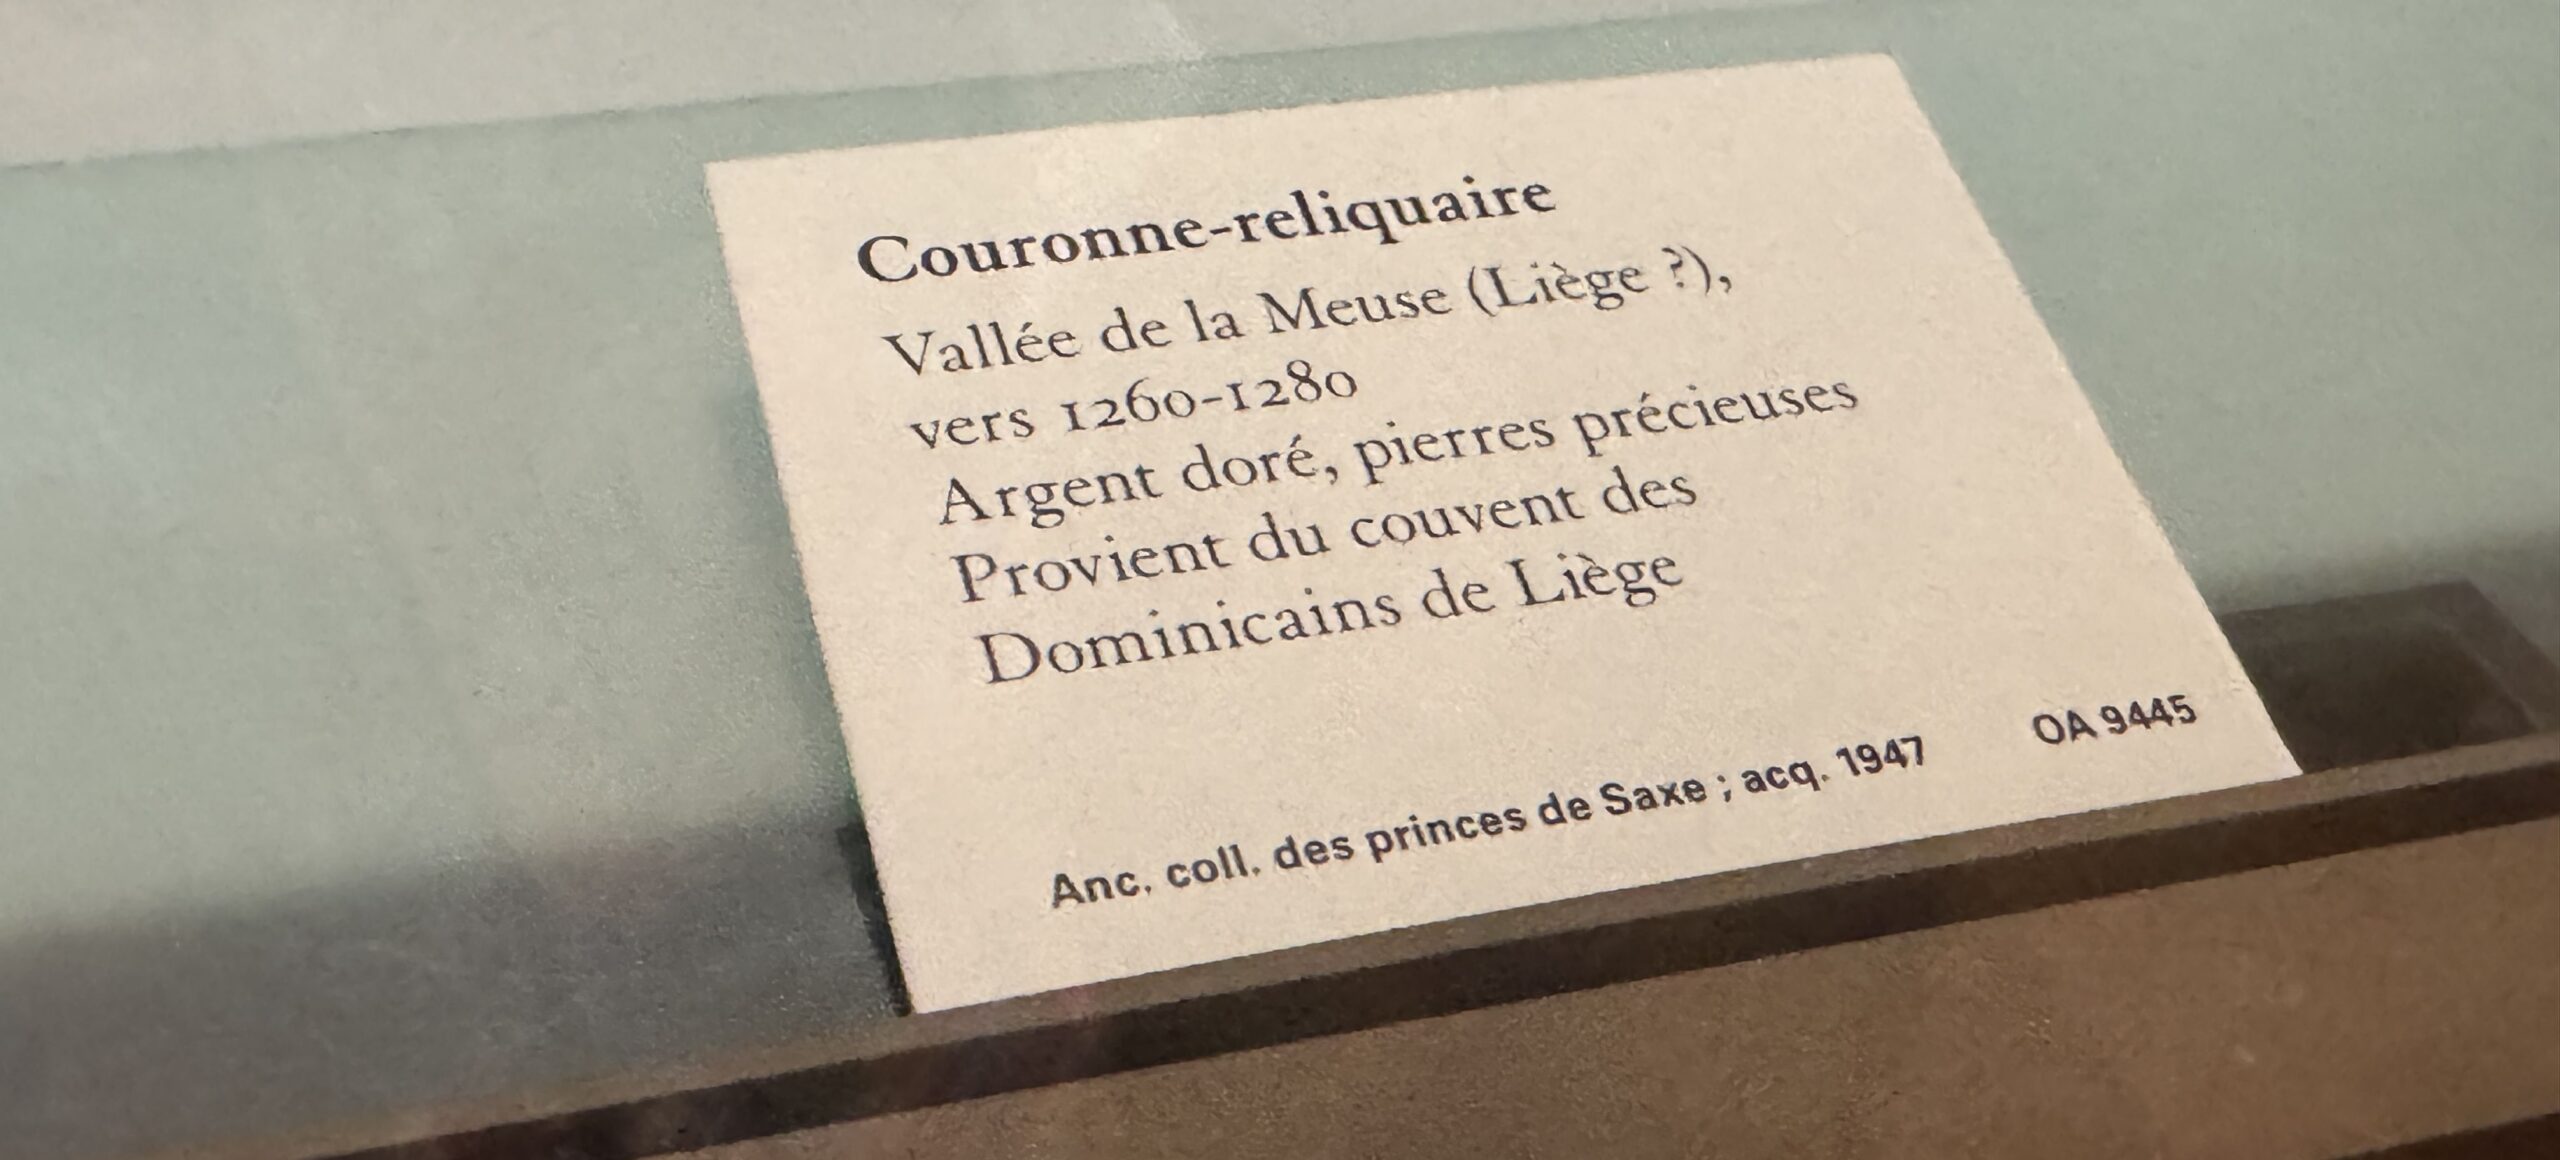 Couronne-reliquaire
Vallée de la Meuse (Liège ?),
vers 1260-1280
Argent doré, pierres précieuses
Provient du couvent des
Dominicains de Liège
Anc. coll. des princes de Saxe ; acq. 1947 OA 9445